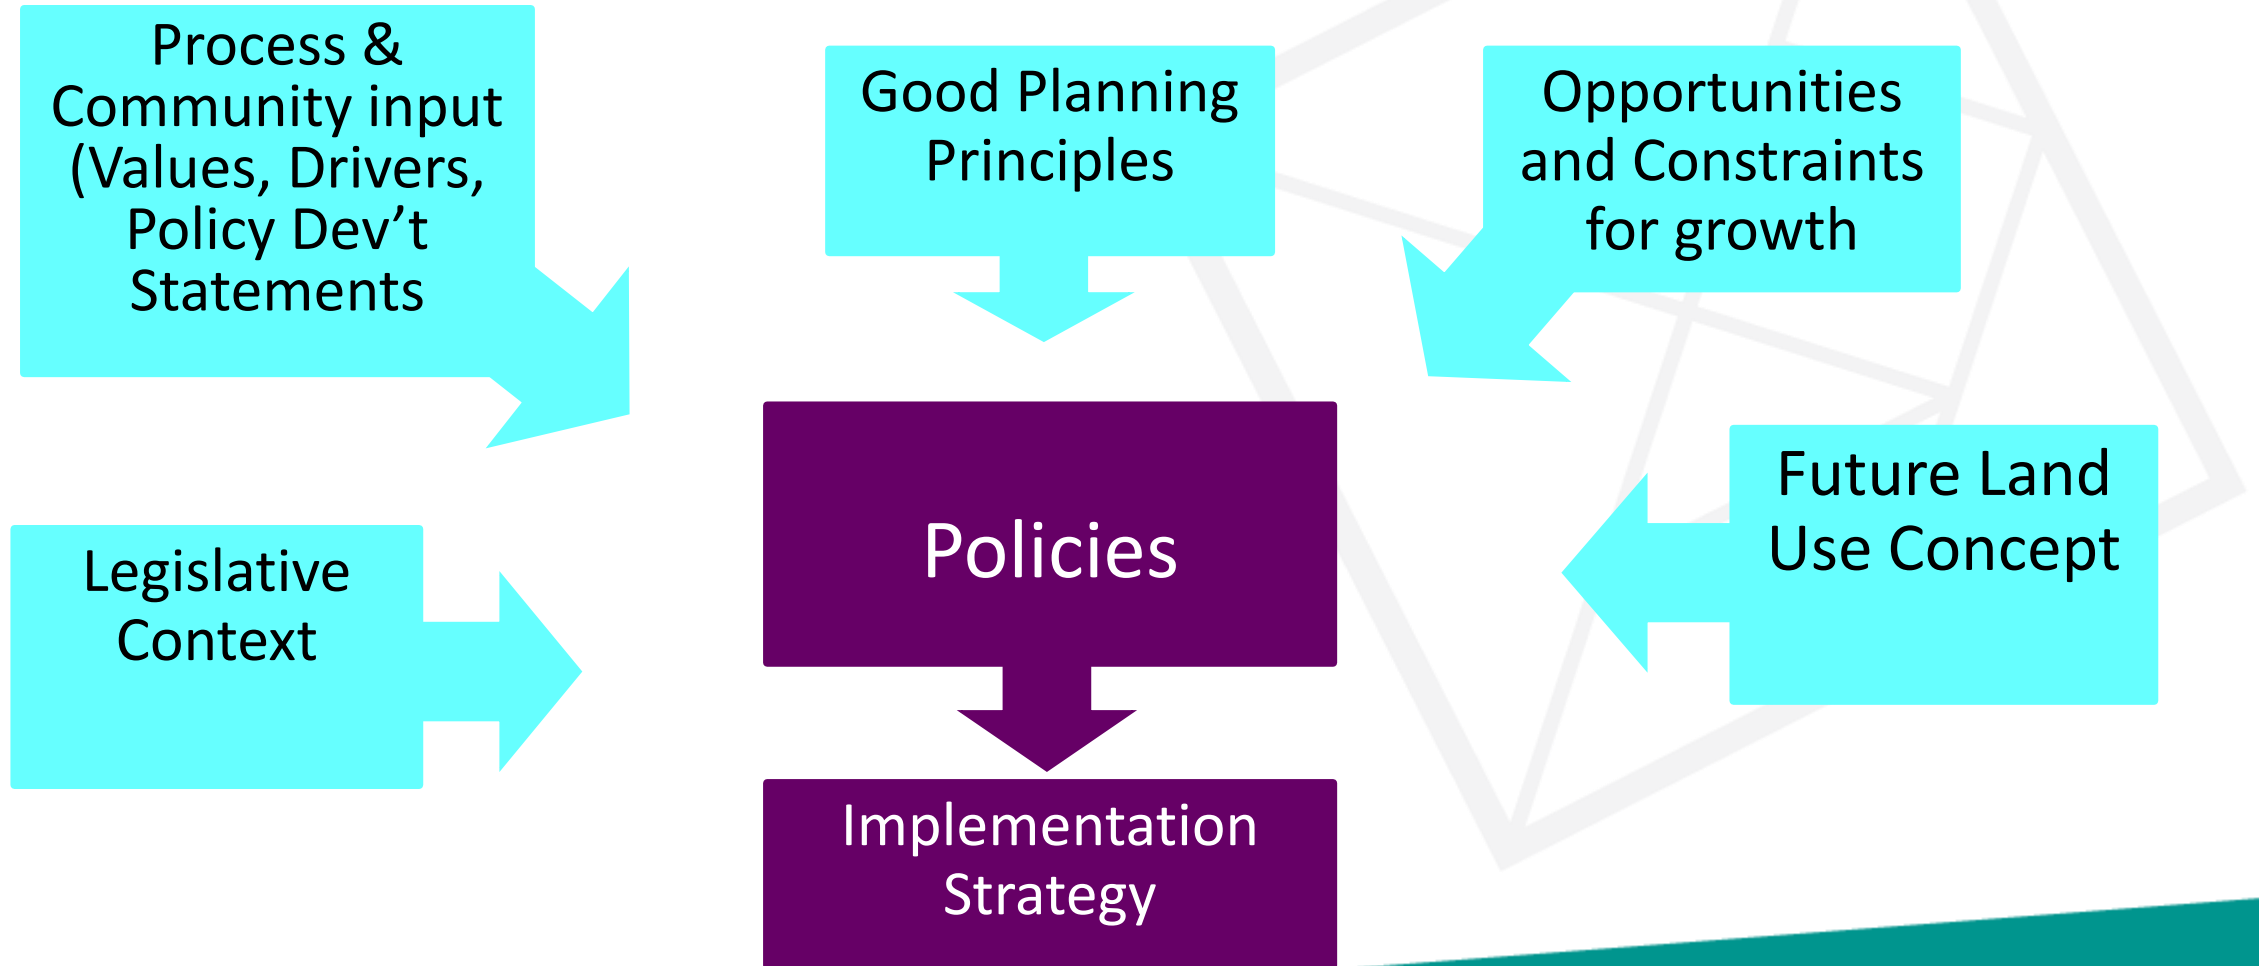 Process &
Community input
(Values, Drivers,
Policy Dev’t
Statements
Good Planning
Principles
Opportunities
and Constraints
for growth
Legislative
Context
Policies
Future Land
Use Concept
Implementation
Strategy